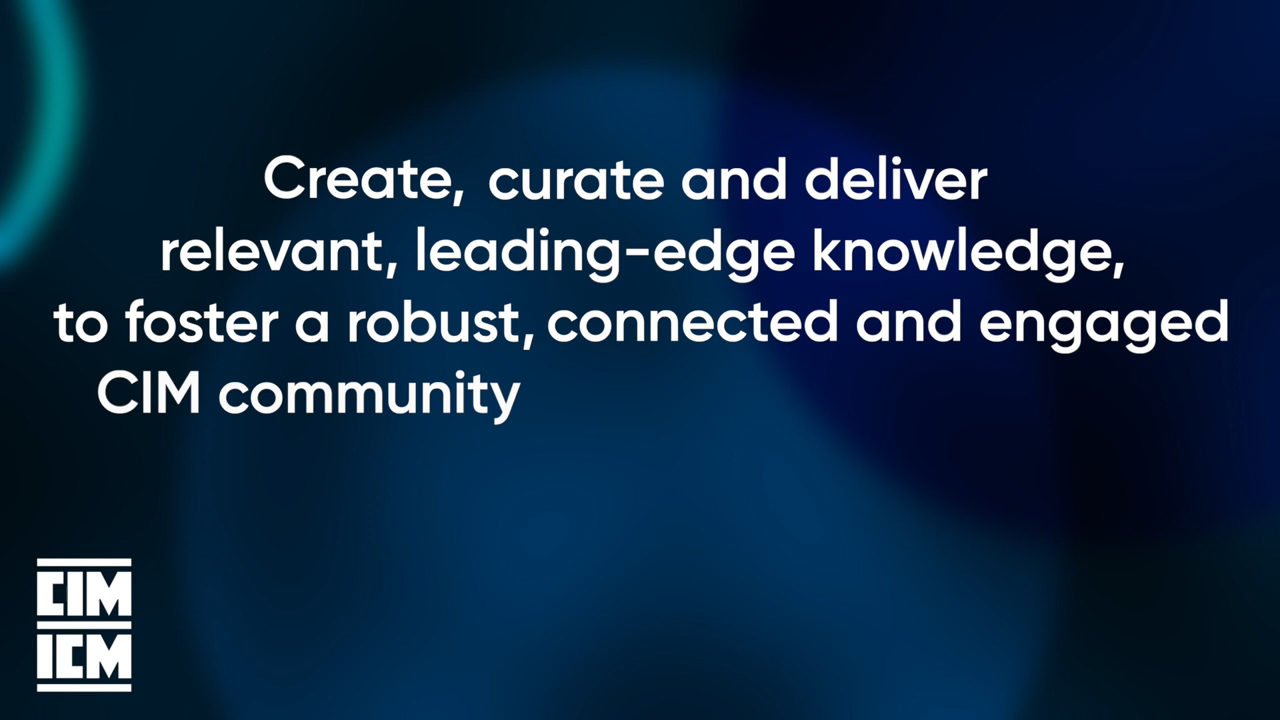 Create, curate and deliver
relevant, leading-edge knowledge,
to foster a robust, connected and engaged
CIM community
CIM
ICM